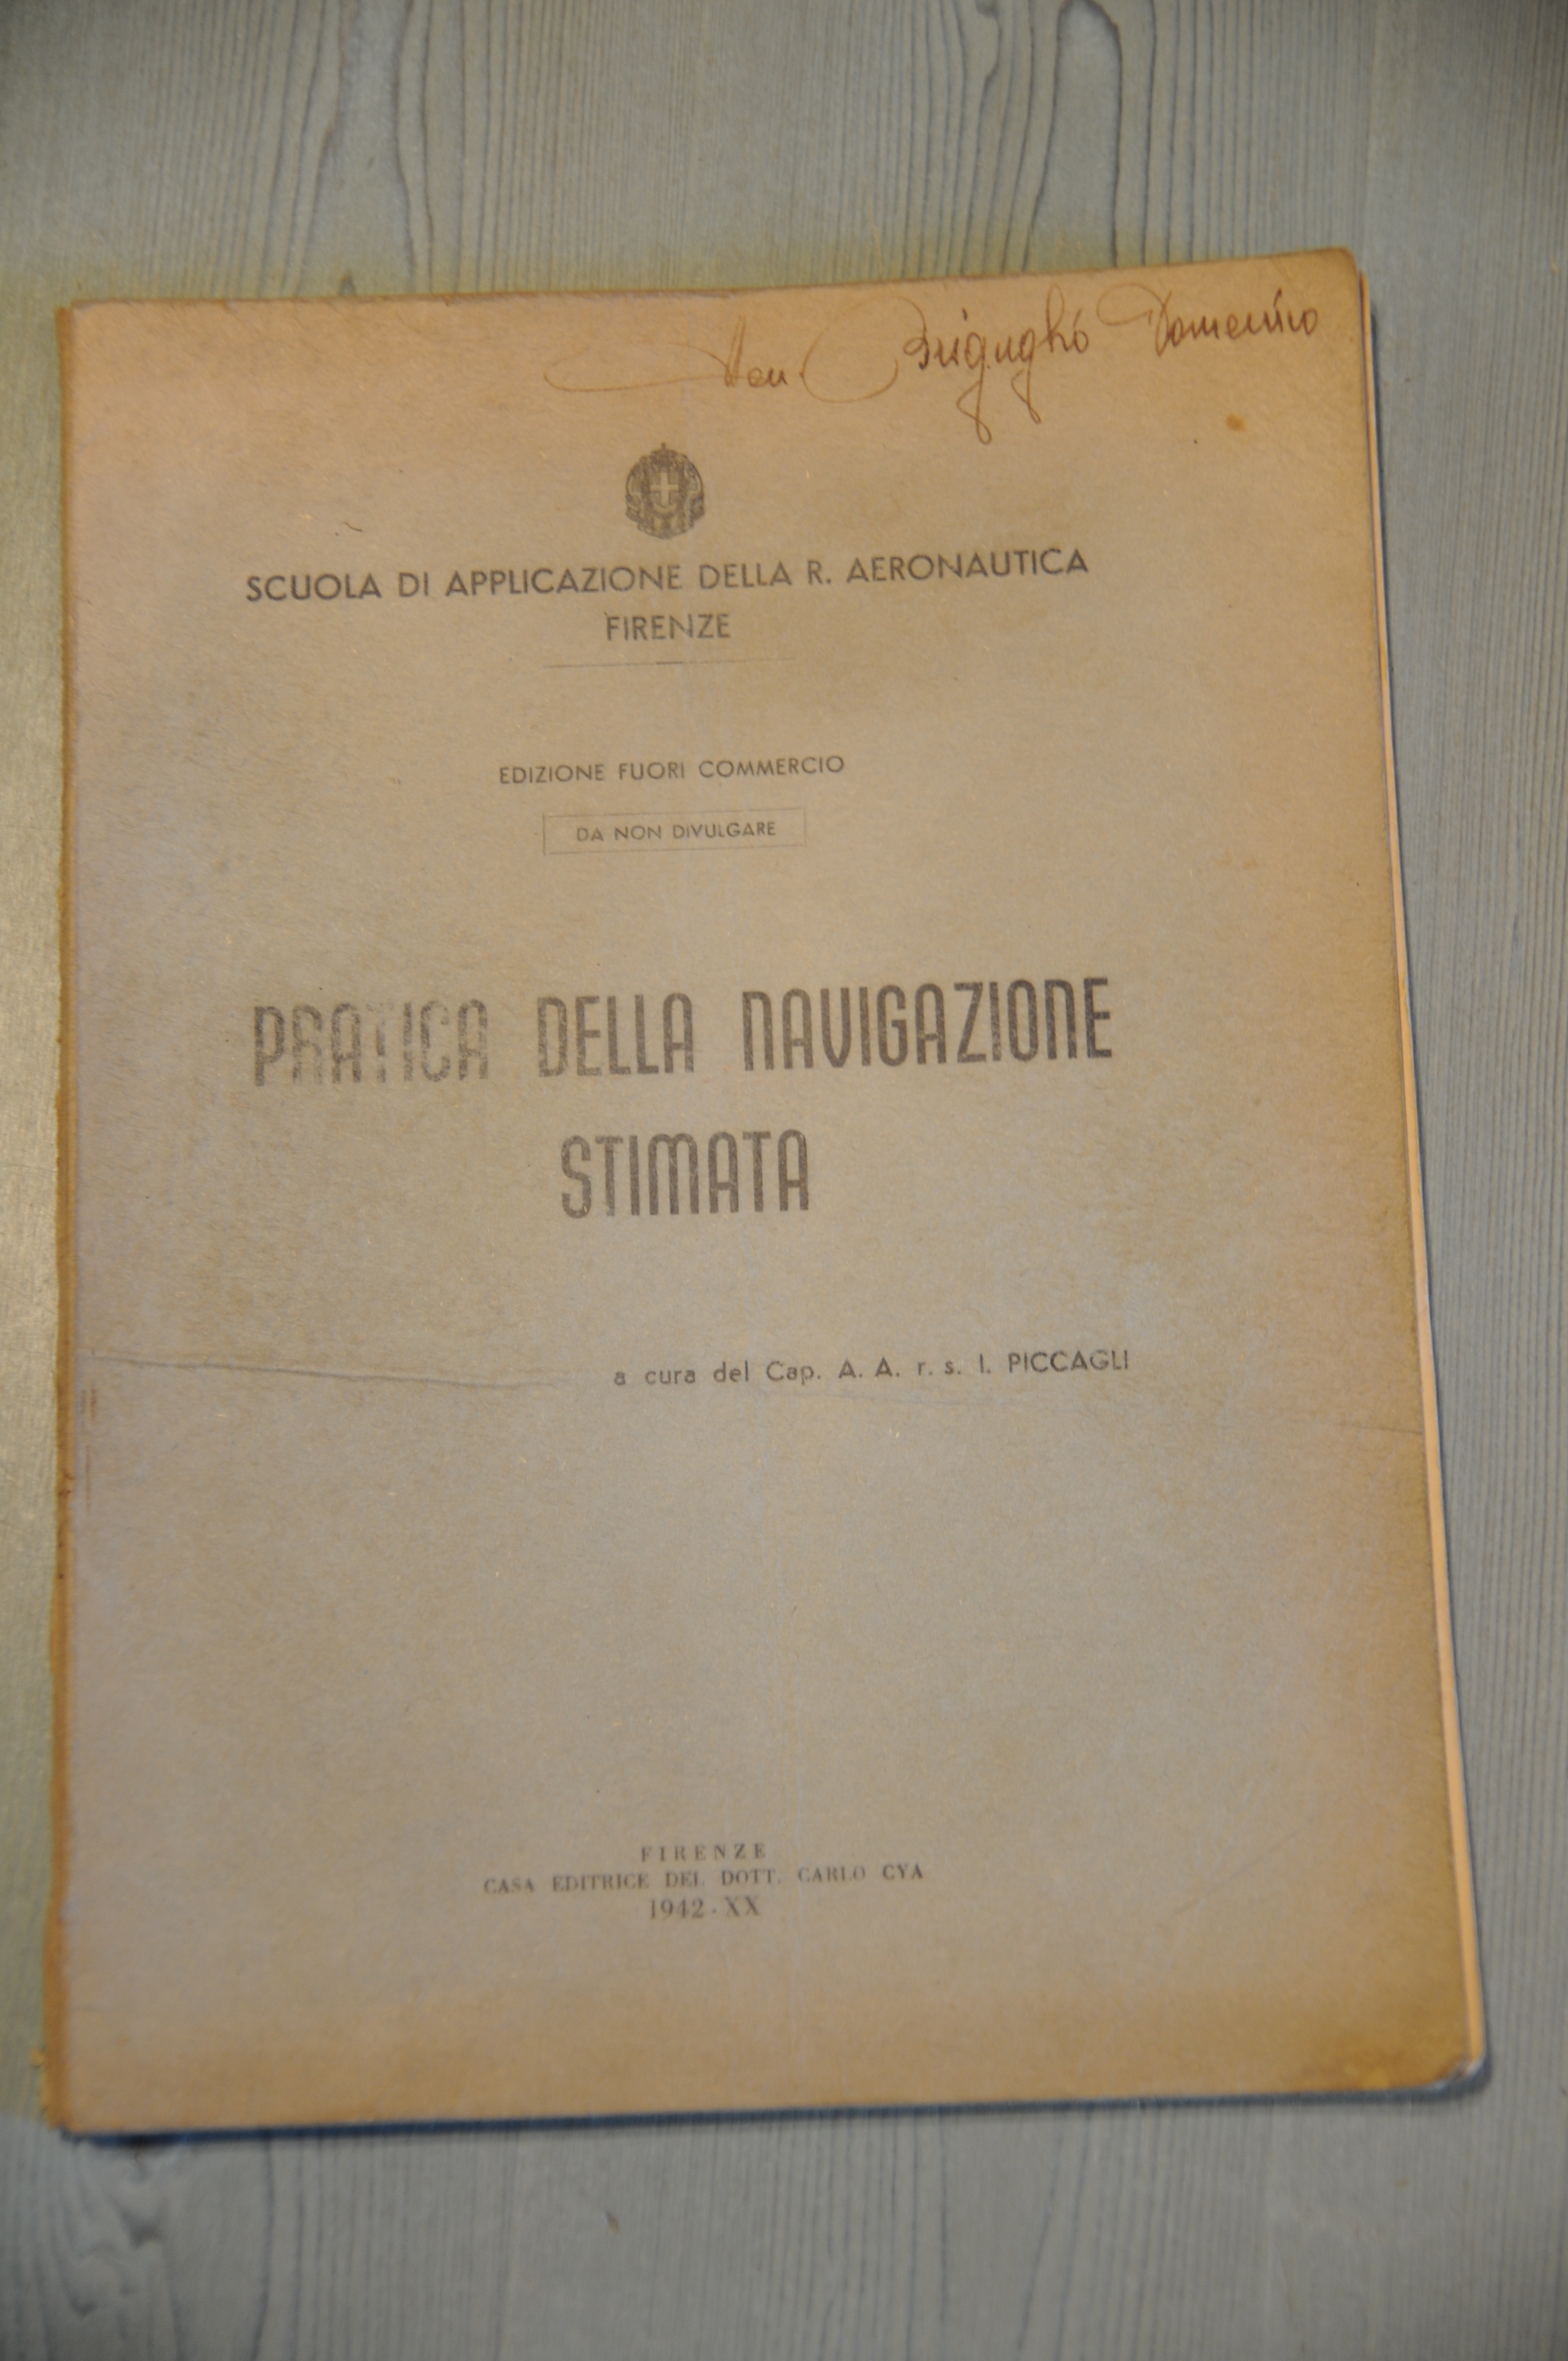 Domenico
SCUOLA DI APPLICAZIONE DELLA R. AERONAUTICA
FIRENZE
EDIZIONE FUORI COMMERCIO
DA NON DIVULGARE
PRATICA DELLA NAVIGAZIONE
STIMATA
a cura del Cap. A. A. r. s. I. PICCAGLI
FIRENZE
CASA EDITRICE DEL DOTT. CARLO CYA
1942 - XX